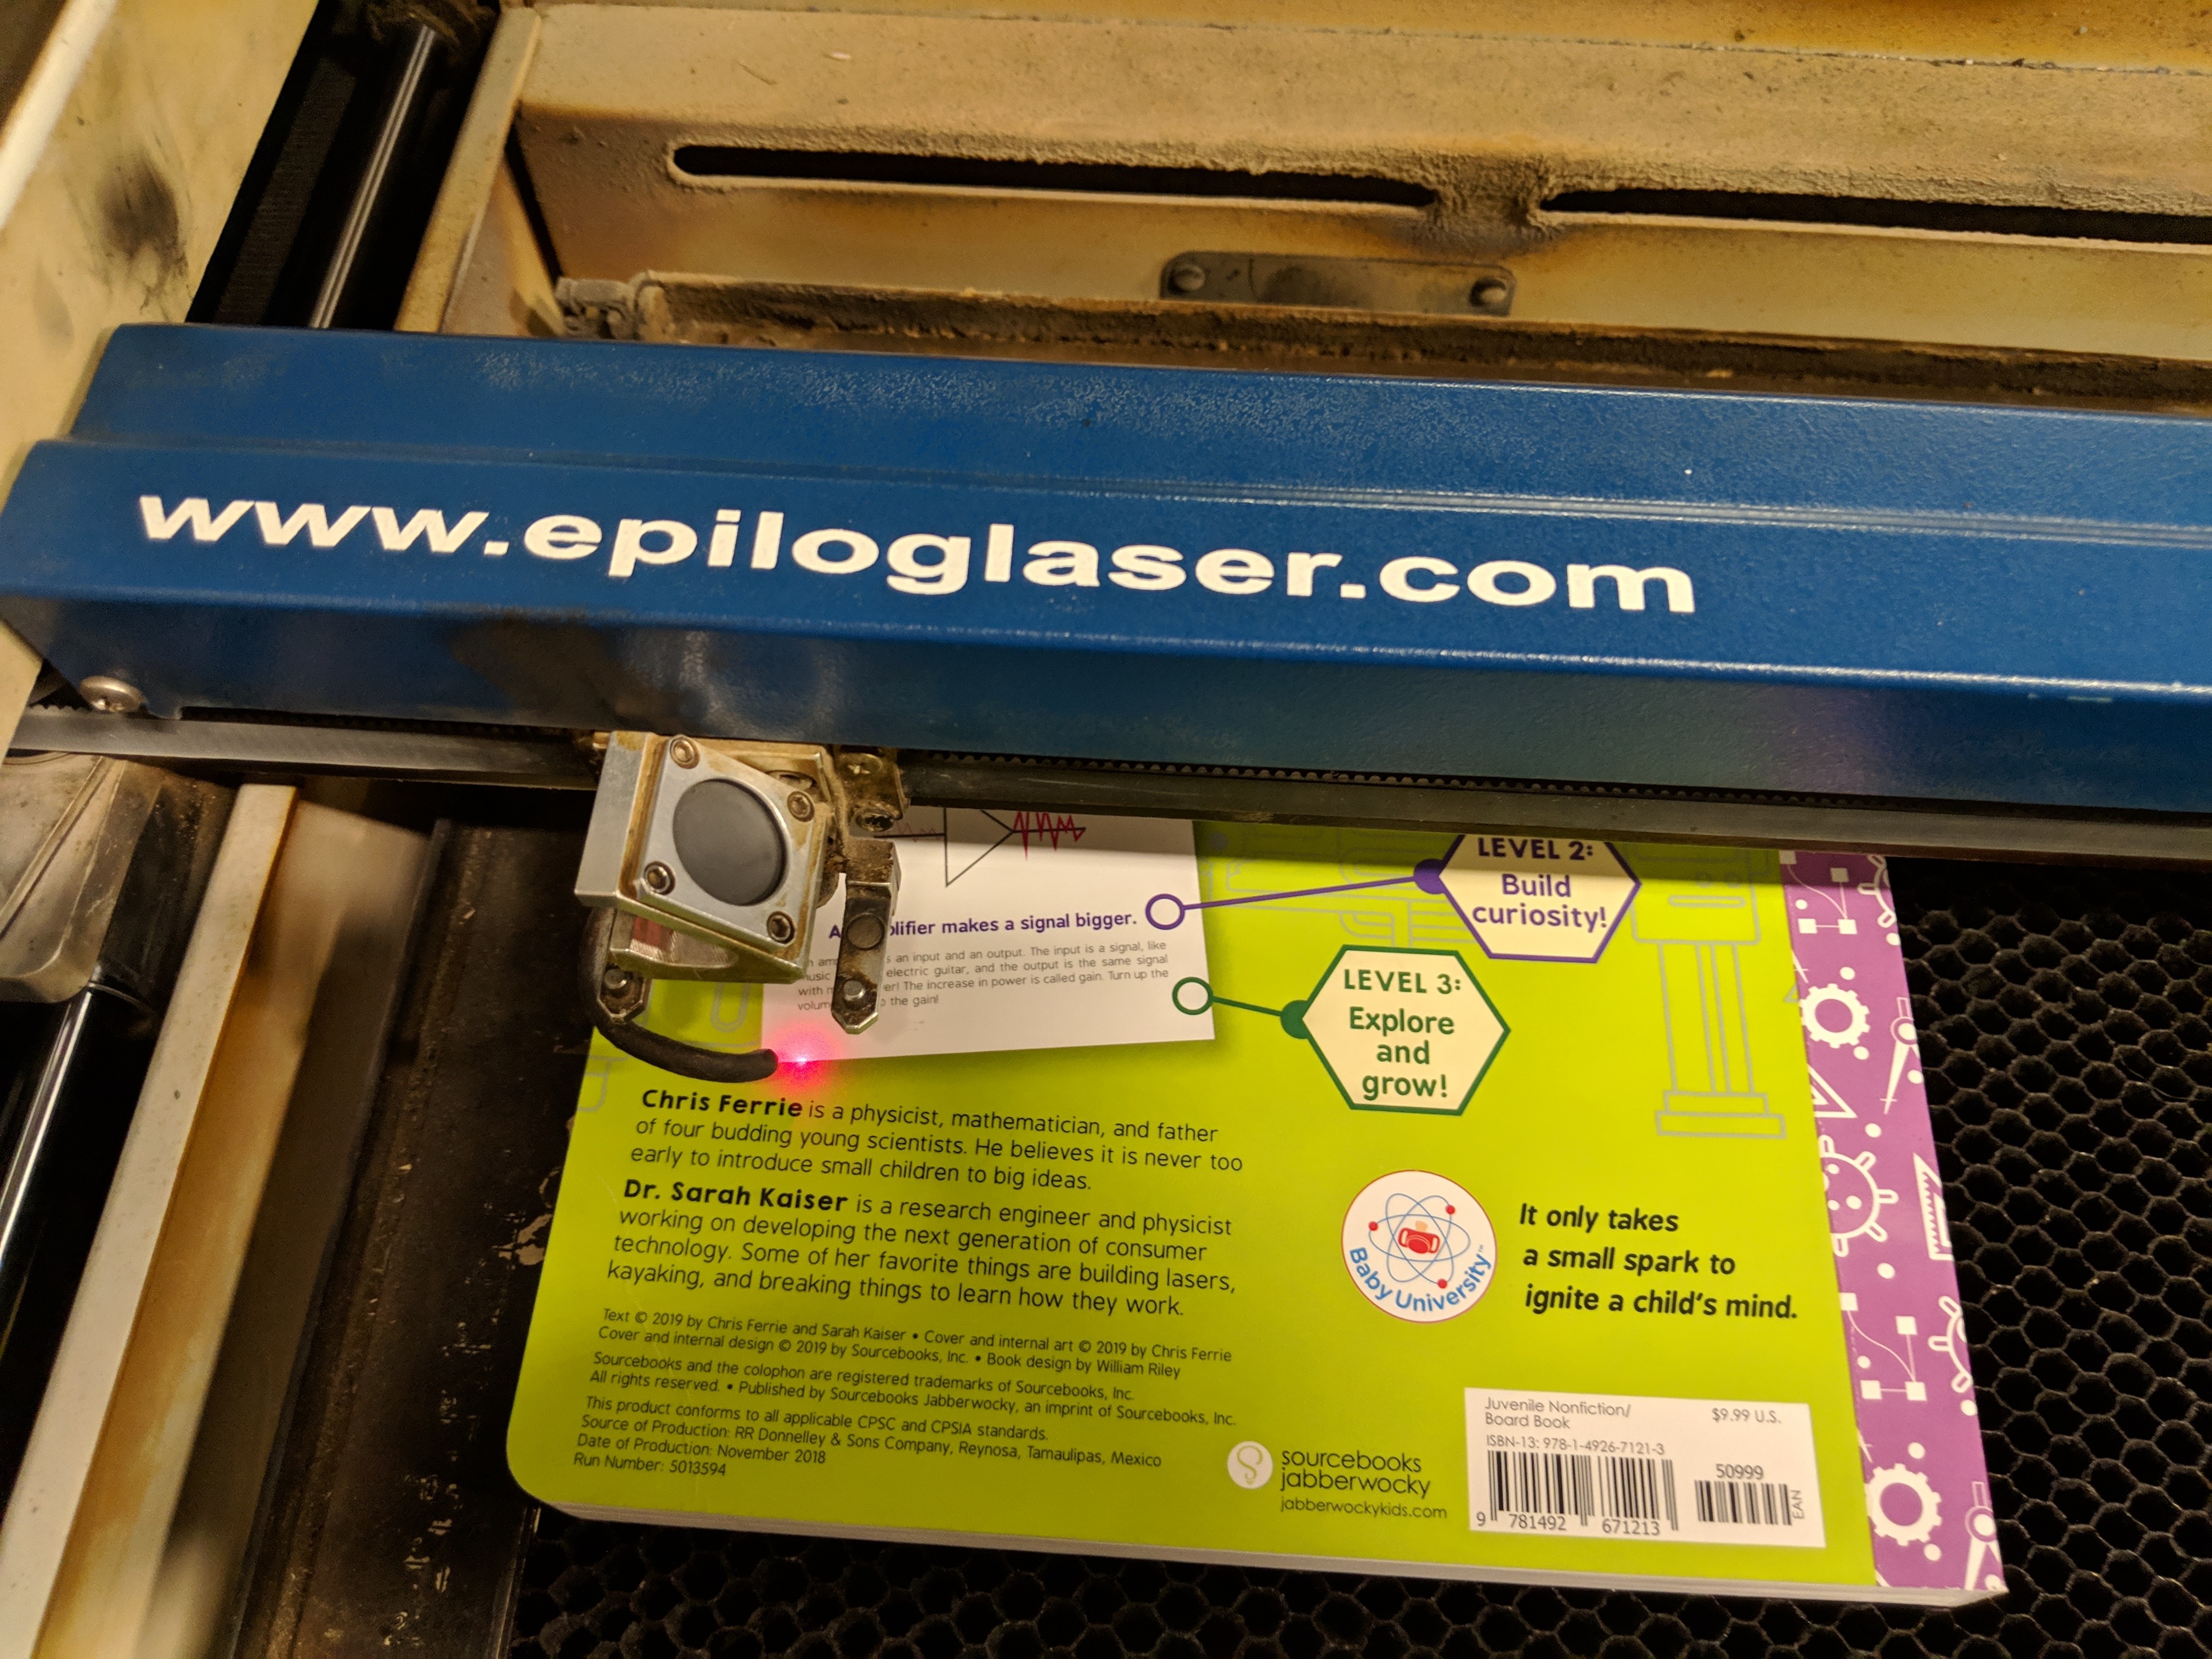 www.epiloglaser.com
LEVEL 2:
Build
curiosity!
makes a signal bigger.
an input and an output. The input is a signal, like
electric guitar, and the output is the same signal
with The increase in power is called gain. Turn up the
the gain!
LEVEL 3:
Explore
and
grow!
Chris Ferrie is a physicist, mathematician, and father
of four budding young scientists. He believes it is never too
early to introduce small children to big ideas.
Dr. Sarah Kaiser is a research engineer and physicist
working on developing the next generation of consumer
technology. Some of her favorite things are building lasers,
kayaking, and breaking things to learn how they work.
Baby University™
It only takes
a small spark to
ignite a child's mind.
Text © 2019 by Chris Ferrie and Sarah Kaiser • Cover and internal art © 2019 by Chris Ferrie
Cover and internal design © 2019 by Sourcebooks, Inc. • Book design by William Riley
Sourcebooks and the colophon are registered trademarks of Sourcebooks, Inc.
All rights reserved. • Published by Sourcebooks Jabberwocky, an imprint of Sourcebooks, Inc.
This product conforms to all applicable CPSC and CPSIA standards.
Source of Production: RR Donnelley & Sons Company, Reynosa, Tamaulipas, Mexico
Date of Production: November 2018
Run Number: 5013594
sourcebooks
jabberwocky
jabberwockykids.com
Juvenile Nonfiction/
Board Book
$9.99 U.S.
ISBN-13: 978-1-4926-7121-3
50999
EAN
9 781492 671213